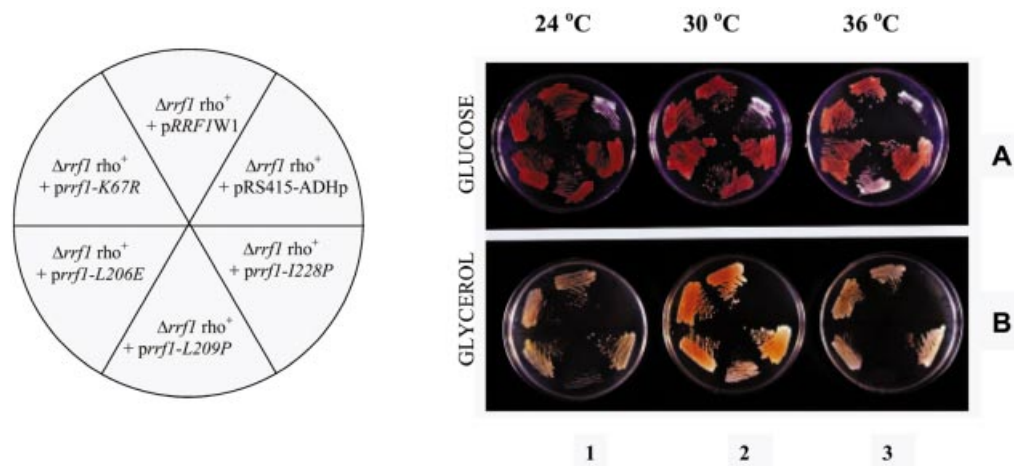 24 °C 30 °C 36 °C
Δrrf1 rho+
+ pRRF1W1
Δrrf1 rho+
+ pRS415-ADHp
Δrrf1 rho+
+ prrf1-I228P
Δrrf1 rho+
+ prrf1-L209P
Δrrf1 rho+
+ prrf1-L206E
Δrrf1 rho+
+ prrf1-K67R
GLUCOSE
A
GLYCEROL
B
1 2 3